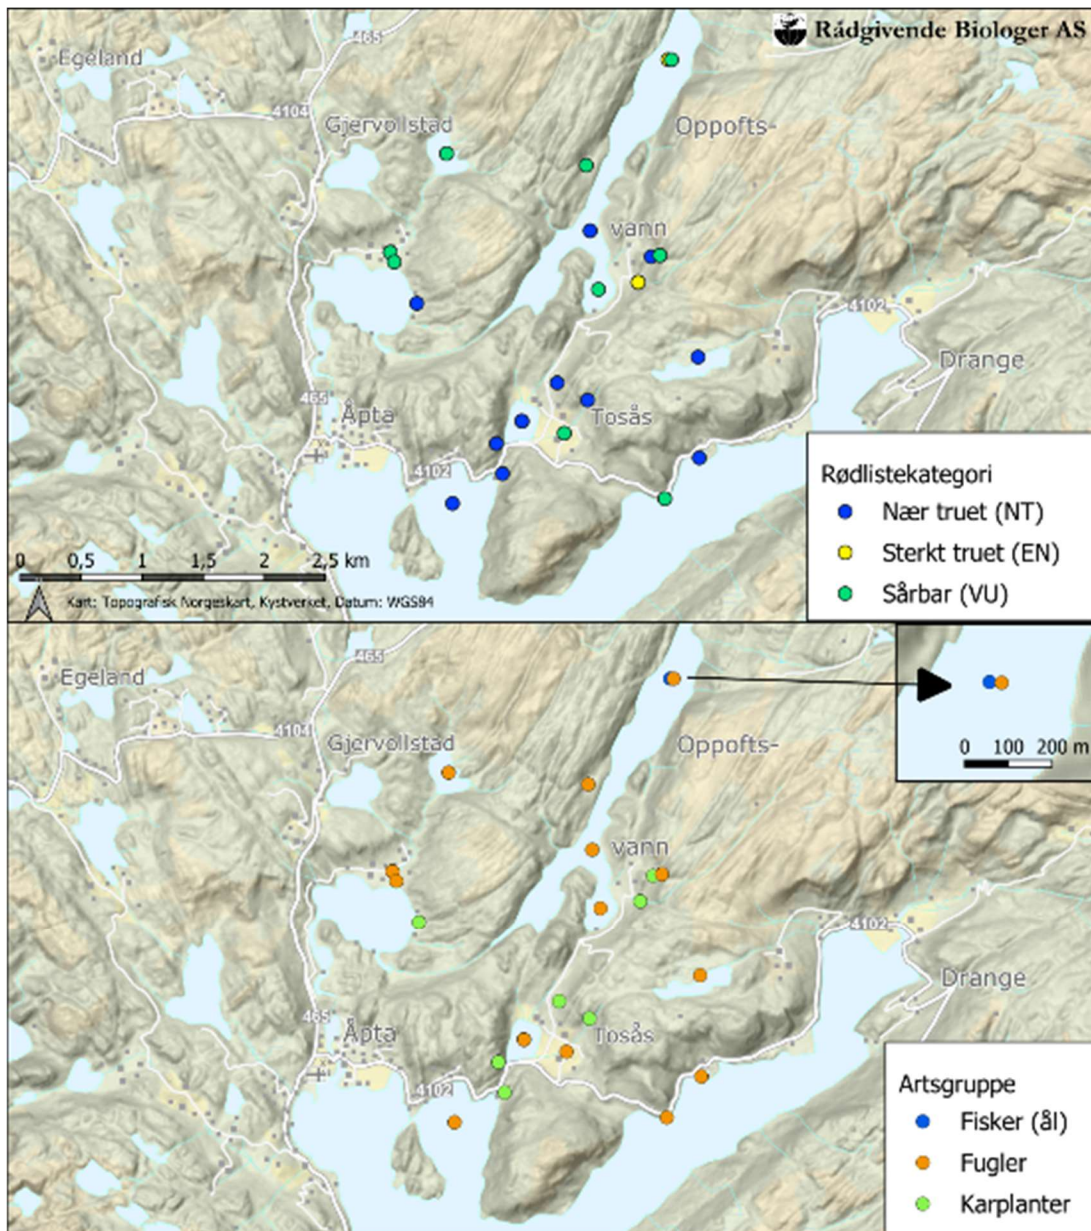 Rådgivende Biologer AS
465
Egeland
4104
Gjervollstad
Oppofts-
vann
4102
Drange
465
Åpta
Tosås
4102
Rødlistekategori
Nær truet (NT)
Sterkt truet (EN)
Sårbar (VU)
0 0,5 1 1,5 2 2,5 km
Kart: Topografisk Norgeskart, Kystverket, Datum: WGS84
465
Egeland
4104
Gjervollstad
Oppofts-
0 100 200 m
vann
4102
Drange
465
Åpta
Tosås
4102
Artsgruppe
Fisker (ål)
Fugler
Karplanter